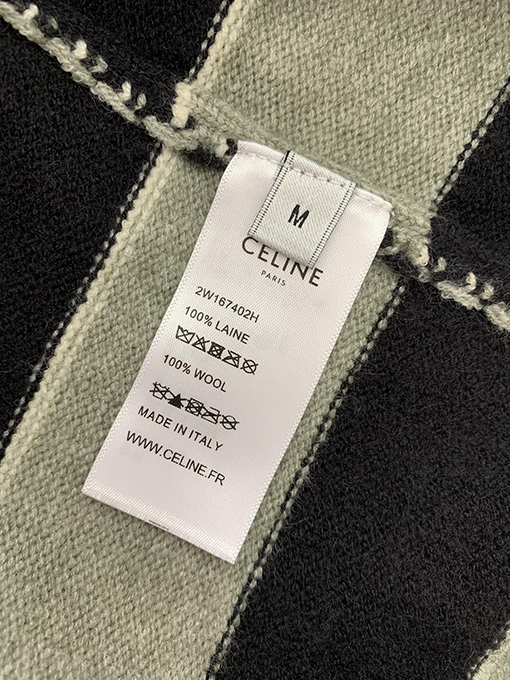 M
CELINE
PARIS
2W167402H
100% LAINE
100% WOOL
MADE IN ITALY
WWW.CELINE.FR